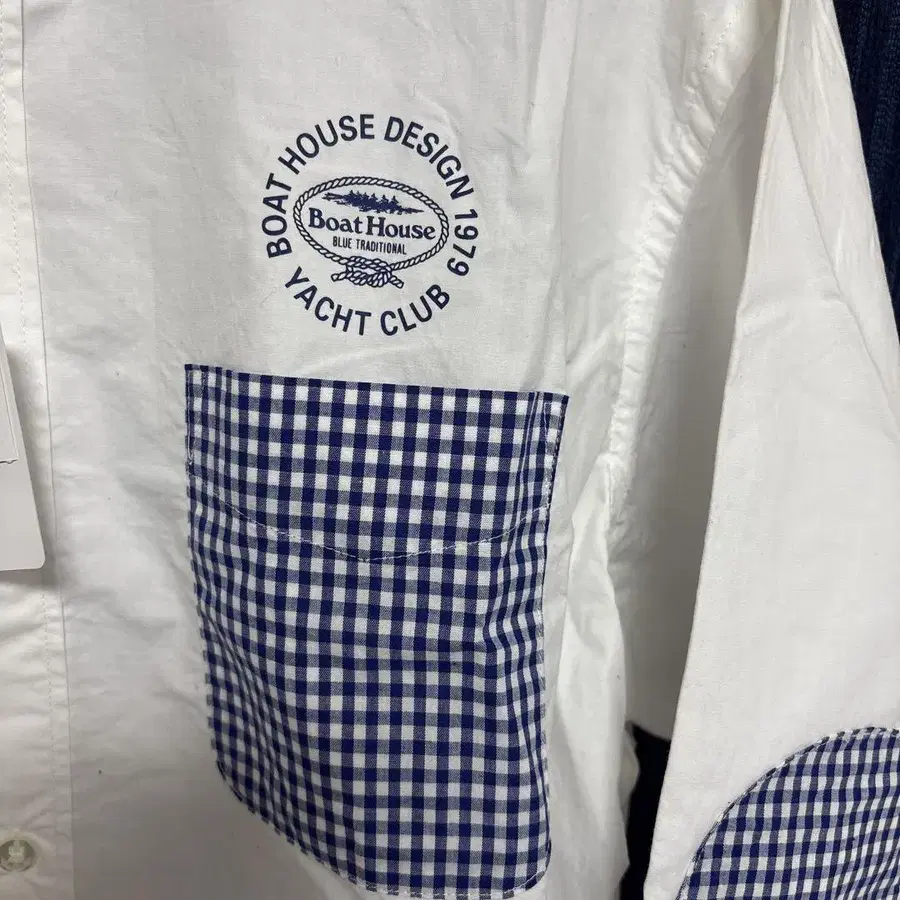 BOAT HOUSE DESIGN 1979
Boat House
BLUE TRADITIONAL
YACHT CLUB